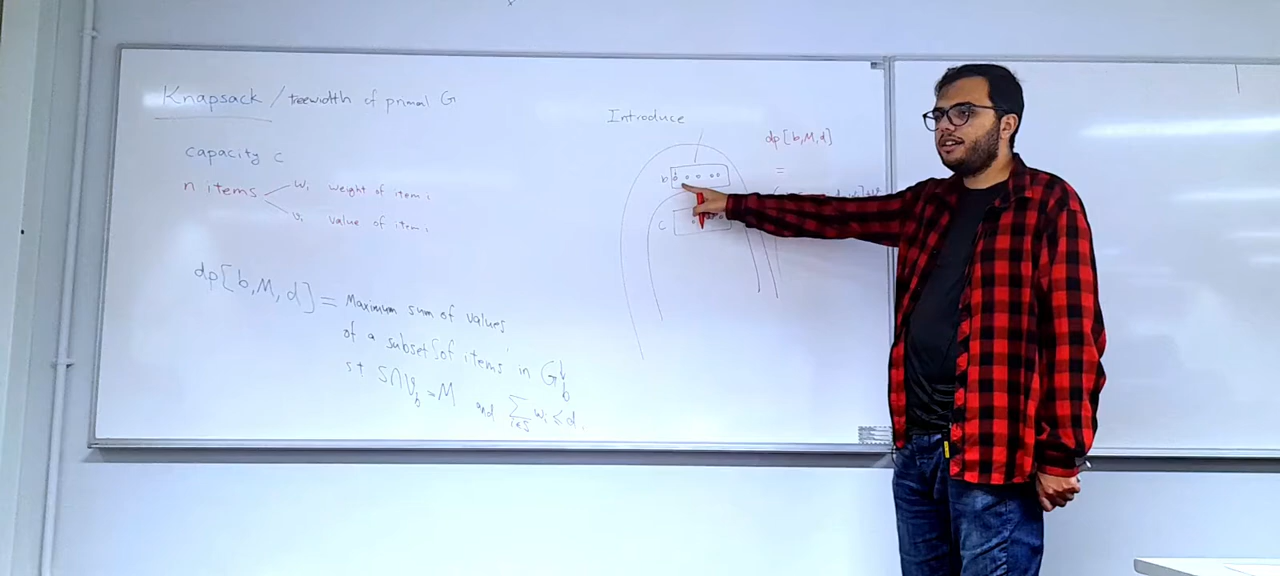 Knapsack / treewidth of primal G
capacity c
n items
wᵢ weight of item i
vᵢ value of item i
dp[b,M,d] = Maximum sum of values
of a subset S of items in G↓b
st S∩Vb = M and Σi∈S wi ≤ d.
Introduce
b
c
dp[b,M,d]
=